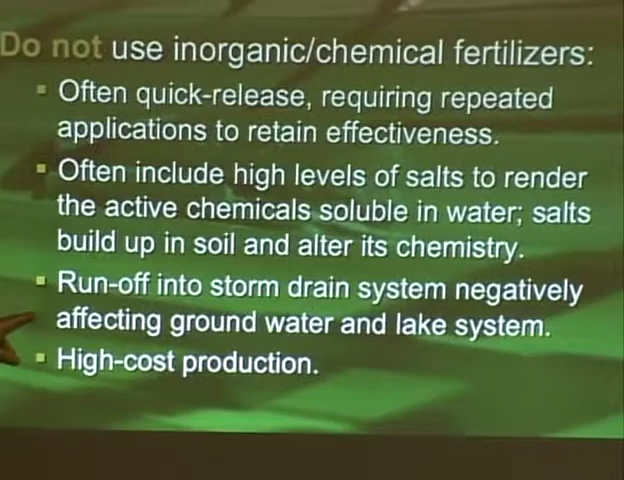 Do not use inorganic/chemical fertilizers:
Often quick-release, requiring repeated
applications to retain effectiveness.
Often include high levels of salts to render
the active chemicals soluble in water; salts
build up in soil and alter its chemistry.
Run-off into storm drain system negatively
affecting ground water and lake system.
High-cost production.